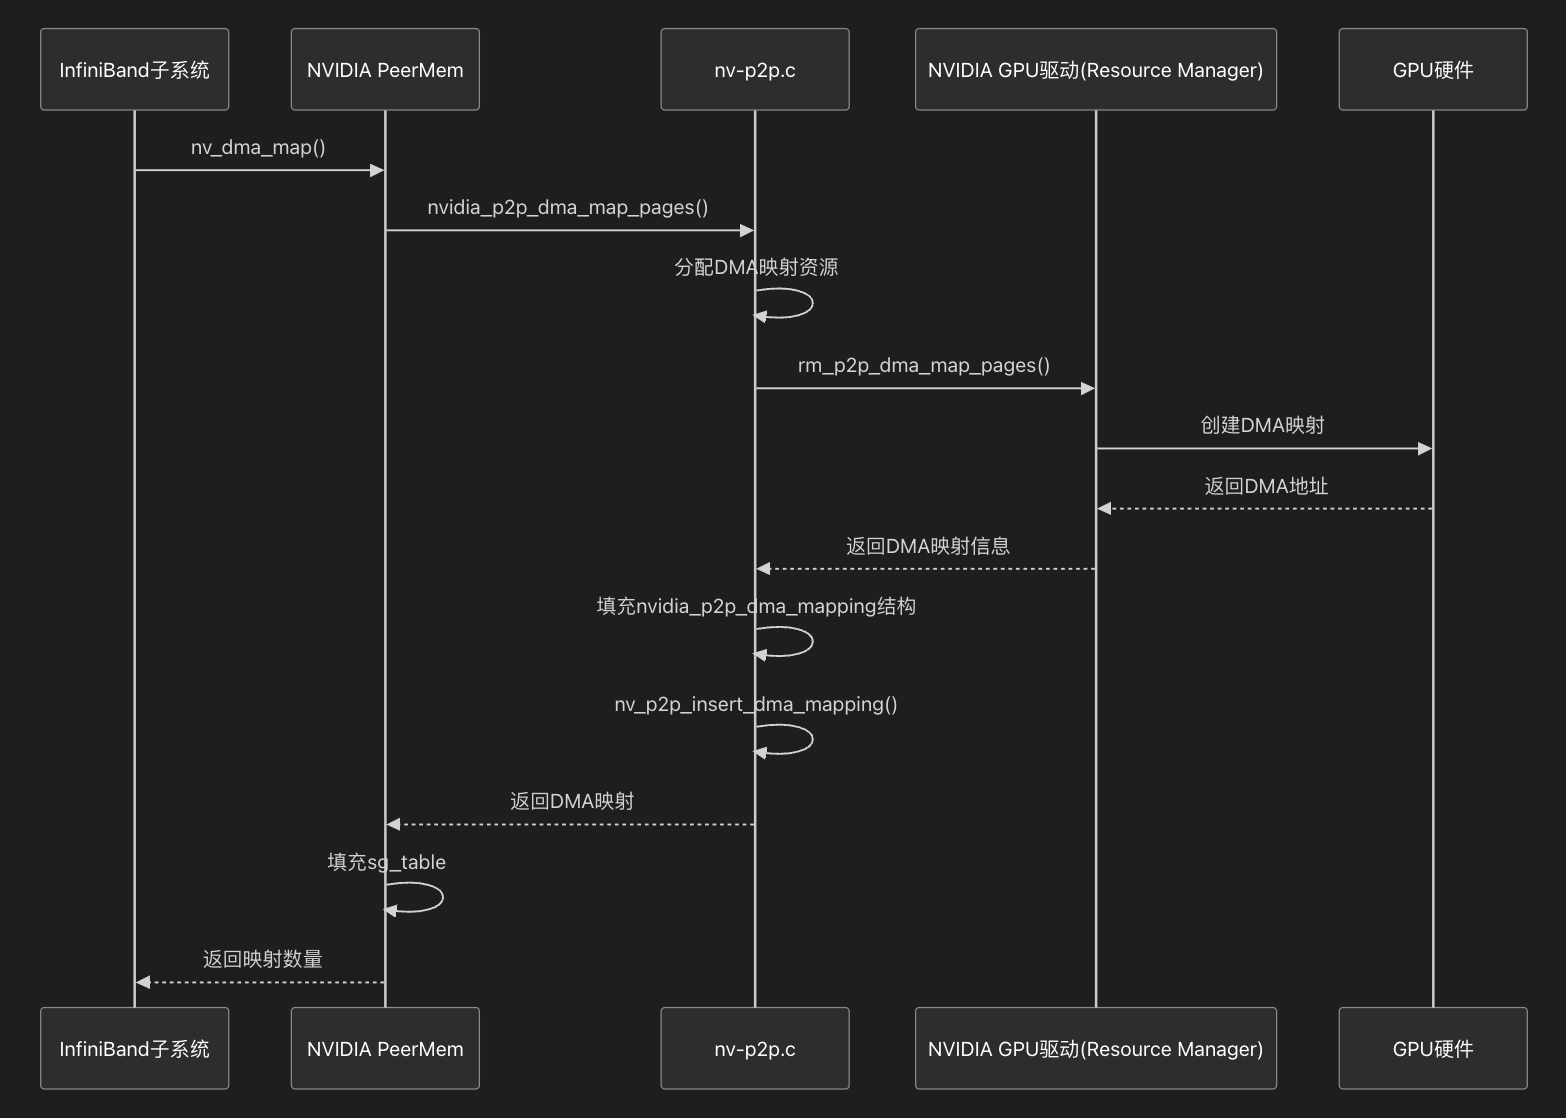 InfiniBand子系统
NVIDIA PeerMem
nv-p2p.c
NVIDIA GPU驱动(Resource Manager)
GPU硬件
nv_dma_map()
nvidia_p2p_dma_map_pages()
分配DMA映射资源
rm_p2p_dma_map_pages()
创建DMA映射
返回DMA地址
返回DMA映射信息
填充nvidia_p2p_dma_mapping结构
nv_p2p_insert_dma_mapping()
返回DMA映射
填充sg_table
返回映射数量
InfiniBand子系统
NVIDIA PeerMem
nv-p2p.c
NVIDIA GPU驱动(Resource Manager)
GPU硬件